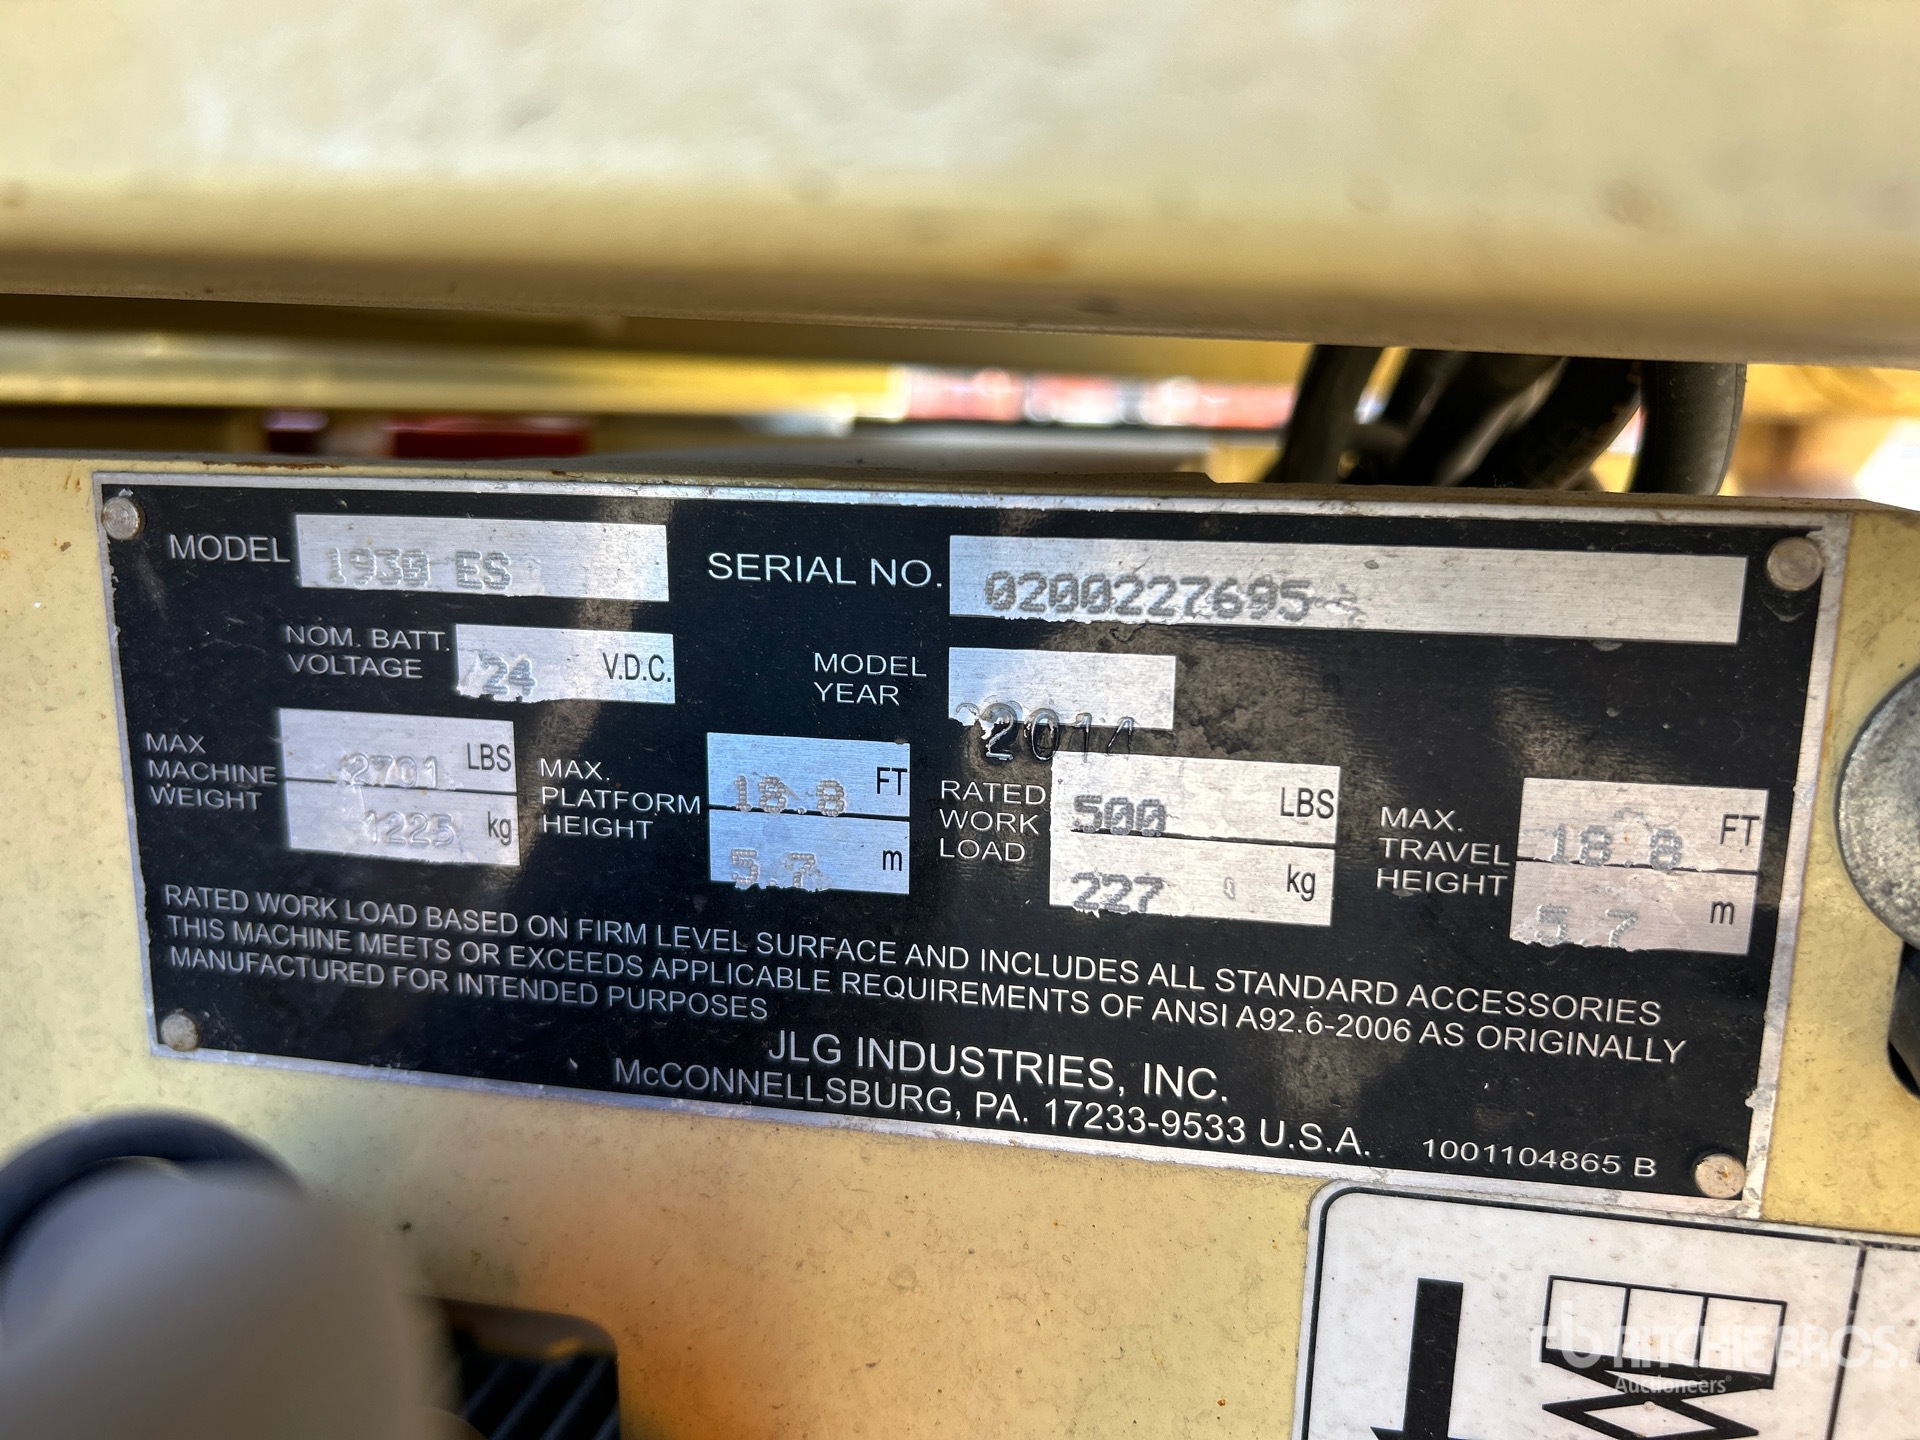 MODEL 1930 ES SERIAL NO. 0200227695
NOM. BATT. VOLTAGE 24 V.D.C. MODEL YEAR 2014
MAX MACHINE WEIGHT 2701 LBS 1225 kg
MAX. PLATFORM HEIGHT 18.8 FT 5.7 m
RATED WORK LOAD 500 LBS 227 kg
MAX. TRAVEL HEIGHT 18.8 FT 5.7 m
RATED WORK LOAD BASED ON FIRM LEVEL SURFACE AND INCLUDES ALL STANDARD ACCESSORIES
THIS MACHINE MEETS OR EXCEEDS APPLICABLE REQUIREMENTS OF ANSI A92.6-2006 AS ORIGINALLY
MANUFACTURED FOR INTENDED PURPOSES
JLG INDUSTRIES, INC.
McCONNELLSBURG, PA. 17233-9533 U.S.A.
1001104865 B
rb RITCHIE BROS.
Auctioneers